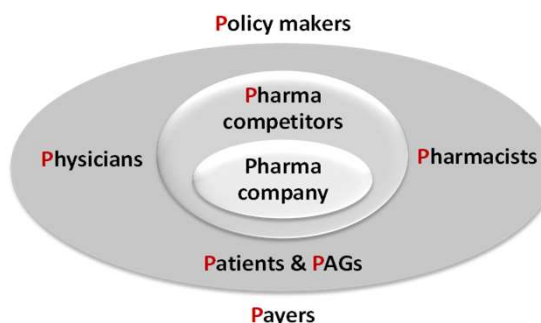 Policy makers
Pharma
competitors
Physicians
Pharmacists
Pharma
company
Patients & PAGs
Payers